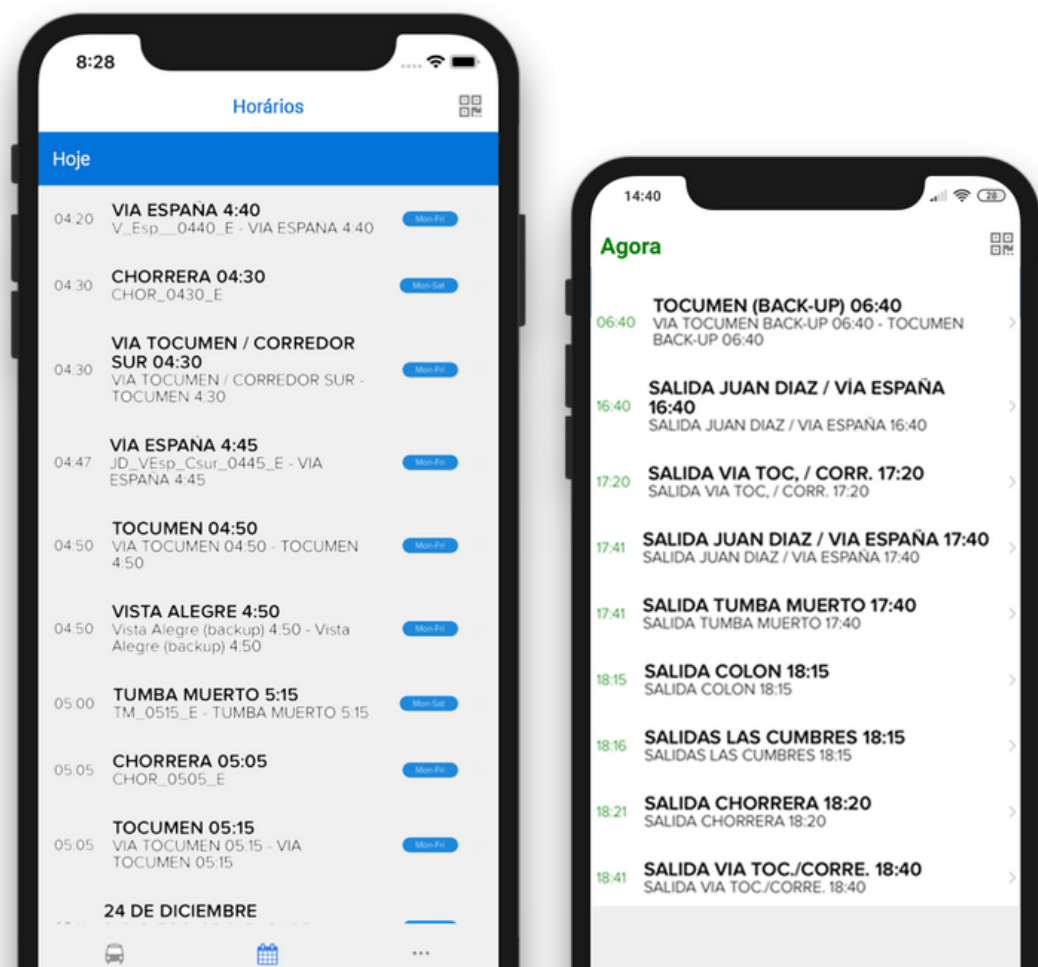 8:28
Horários
Hoje
04:20
VIA ESPAÑA 4:40
V_Esp__0440_E - VIA ESPAÑA 4:40
Mon-Fri
04:30
CHORRERA 04:30
CHOR_0430_E
Mon-Sat
04:30
VIA TOCUMEN / CORREDOR
SUR 04:30
VIA TOCUMEN / CORREDOR SUR -
TOCUMEN 4:30
Mon-Fri
04:47
VIA ESPAÑA 4:45
JD_VEsp_Csur_0445_E - VIA
ESPAÑA 4:45
Mon-Fri
04:50
TOCUMEN 04:50
VIA TOCUMEN 04:50 - TOCUMEN
4:50
Mon-Fri
04:50
VISTA ALEGRE 4:50
Vista Alegre (backup) 4:50 - Vista
Alegre (backup) 4:50
Mon-Fri
05:00
TUMBA MUERTO 5:15
TM_0515_E - TUMBA MUERTO 5:15
Mon-Sat
05:05
CHORRERA 05:05
CHOR_0505_E
Mon-Fri
05:05
TOCUMEN 05:15
VIA TOCUMEN 05:15 - VIA
TOCUMEN 05:15
Mon-Fri
24 DE DICIEMBRE
14:40
28
Agora
06:40
TOCUMEN (BACK-UP) 06:40
VIA TOCUMEN BACK-UP 06:40 - TOCUMEN
BACK-UP 06:40
16:40
SALIDA JUAN DIAZ / VÍA ESPAÑA
16:40
SALIDA JUAN DIAZ / VIA ESPAÑA 16:40
17:20
SALIDA VIA TOC, / CORR. 17:20
SALIDA VIA TOC, / CORR. 17:20
17:41
SALIDA JUAN DIAZ / VIA ESPAÑA 17:40
SALIDA JUAN DIAZ / VIA ESPAÑA 17:40
17:41
SALIDA TUMBA MUERTO 17:40
SALIDA TUMBA MUERTO 17:40
18:15
SALIDA COLON 18:15
SALIDA COLON 18:15
18:16
SALIDAS LAS CUMBRES 18:15
SALIDAS LAS CUMBRES 18:15
18:21
SALIDA CHORRERA 18:20
SALIDA CHORRERA 18:20
18:41
SALIDA VIA TOC./CORRE. 18:40
SALIDA VIA TOC./CORRE. 18:40